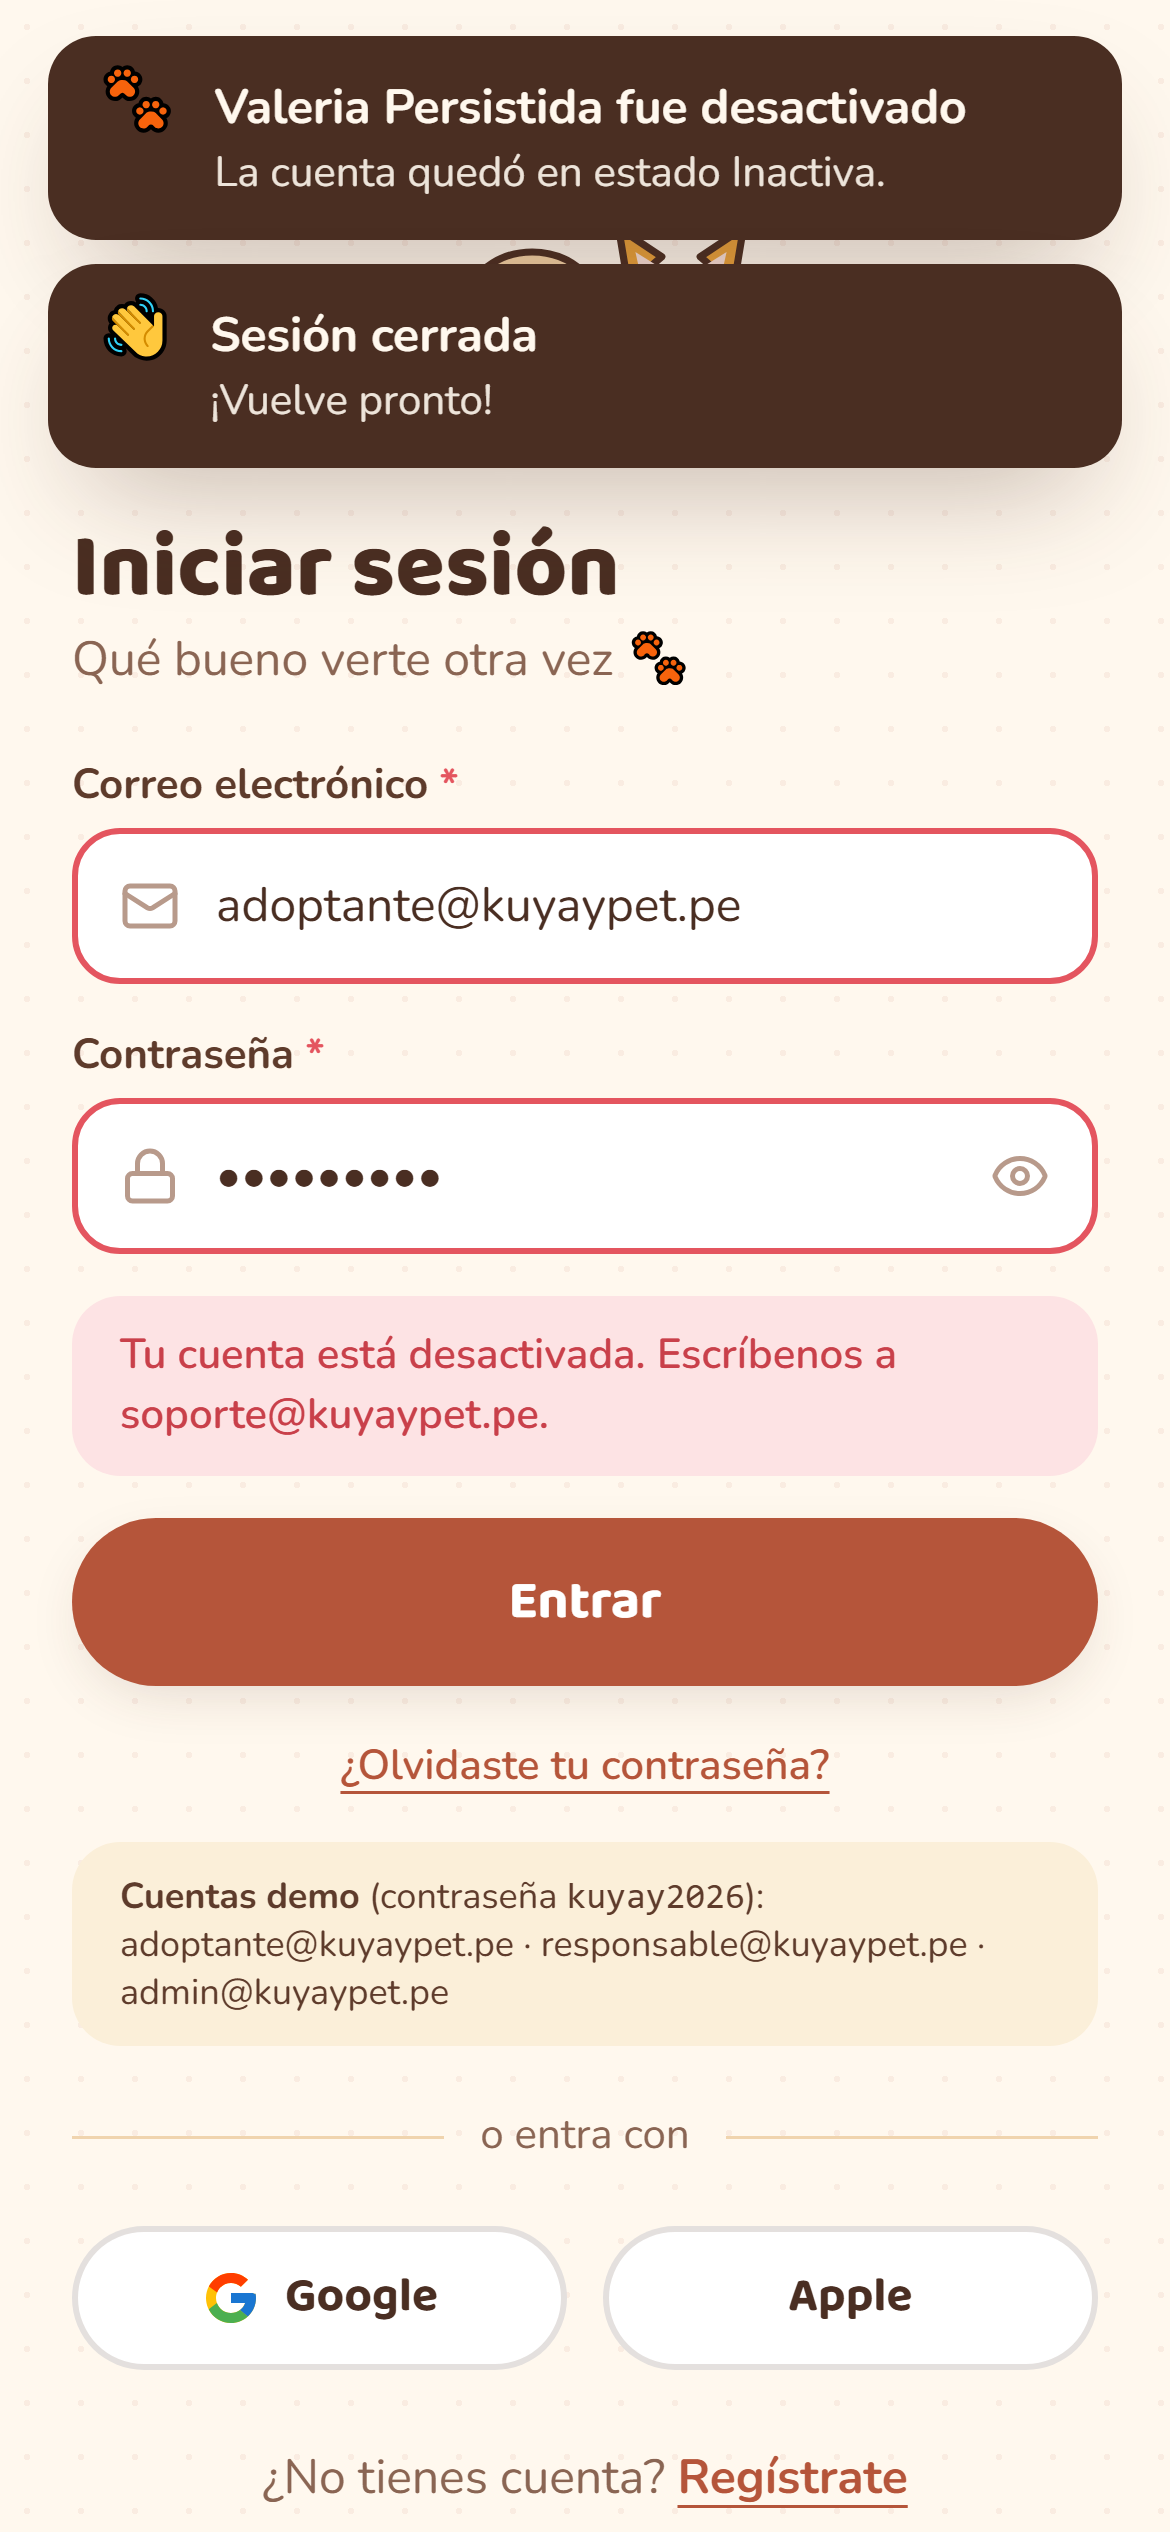 Valeria Persistida fue desactivado
La cuenta quedó en estado Inactiva.
Sesión cerrada
¡Vuelve pronto!
Iniciar sesión
Qué bueno verte otra vez
Correo electrónico *
adoptante@kuyaypet.pe
Contraseña *
•••••••••
Tu cuenta está desactivada. Escríbenos a
soporte@kuyaypet.pe.
Entrar
¿Olvidaste tu contraseña?
Cuentas demo (contraseña kuyay2026):
adoptante@kuyaypet.pe · responsable@kuyaypet.pe ·
admin@kuyaypet.pe
o entra con
Google
Apple
¿No tienes cuenta? Regístrate